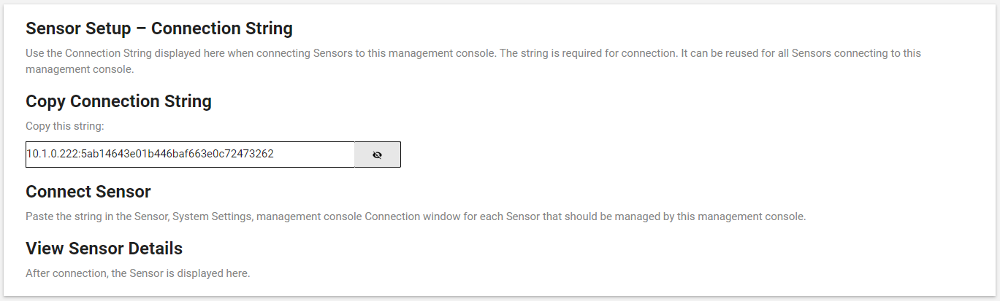 Sensor Setup – Connection String
Use the Connection String displayed here when connecting Sensors to this management console. The string is required for connection. It can be reused for all Sensors connecting to this
management console.
Copy Connection String
Copy this string:
10.1.0.222:5ab14643e01b446baf663e0c72473262
Connect Sensor
Paste the string in the Sensor, System Settings, management console Connection window for each Sensor that should be managed by this management console.
View Sensor Details
After connection, the Sensor is displayed here.